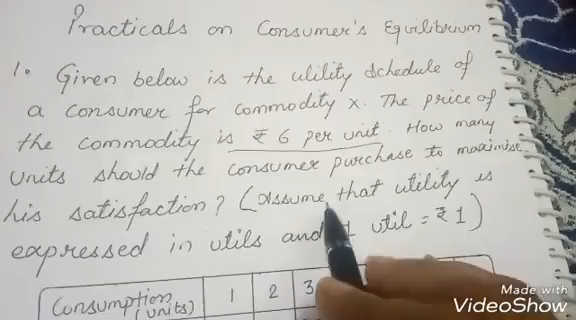 Practicals on Consumer's Equilibrium
1. Given below is the utility schedule of
a consumer for commodity X. The price of
the commodity is ₹ 6 per unit. How many
units should the consumer purchase to maximise
his satisfaction? (Assume that utility is
expressed in utils and util = ₹ 1)
Consumption (units) 1 2 3
Made with
VideoShow